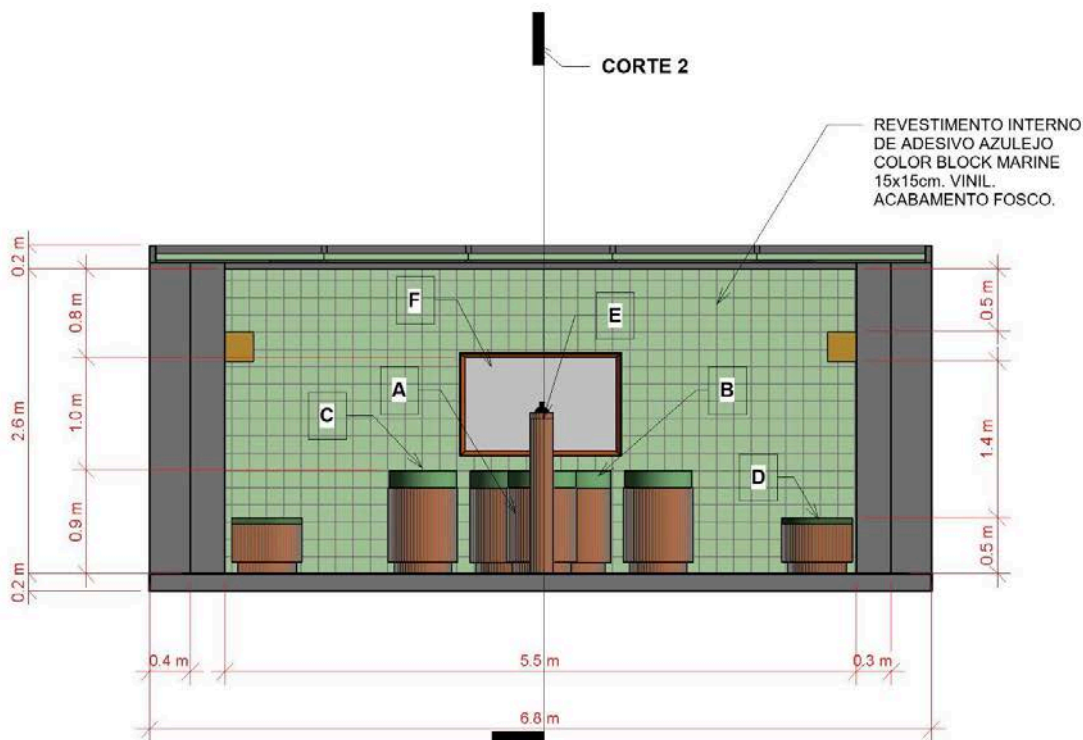 CORTE 2
REVESTIMENTO INTERNO
DE ADESIVO AZULEJO
COLOR BLOCK MARINE
15x15cm. VINIL.
ACABAMENTO FOSCO.
0.2 m
2.6 m
0.2 m
0.8 m
1.0 m
0.9 m
F
E
A
B
C
D
0.5 m
1.4 m
0.5 m
0.4 m
5.5 m
0.3 m
6.8 m